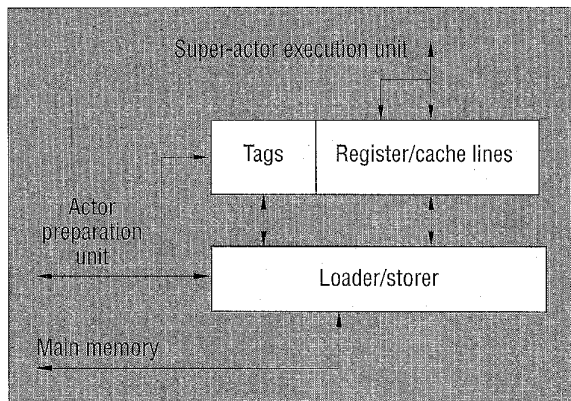 Super-actor execution unit
Tags
Register/cache lines
Actor
preparation
unit
Loader/storer
Main memory